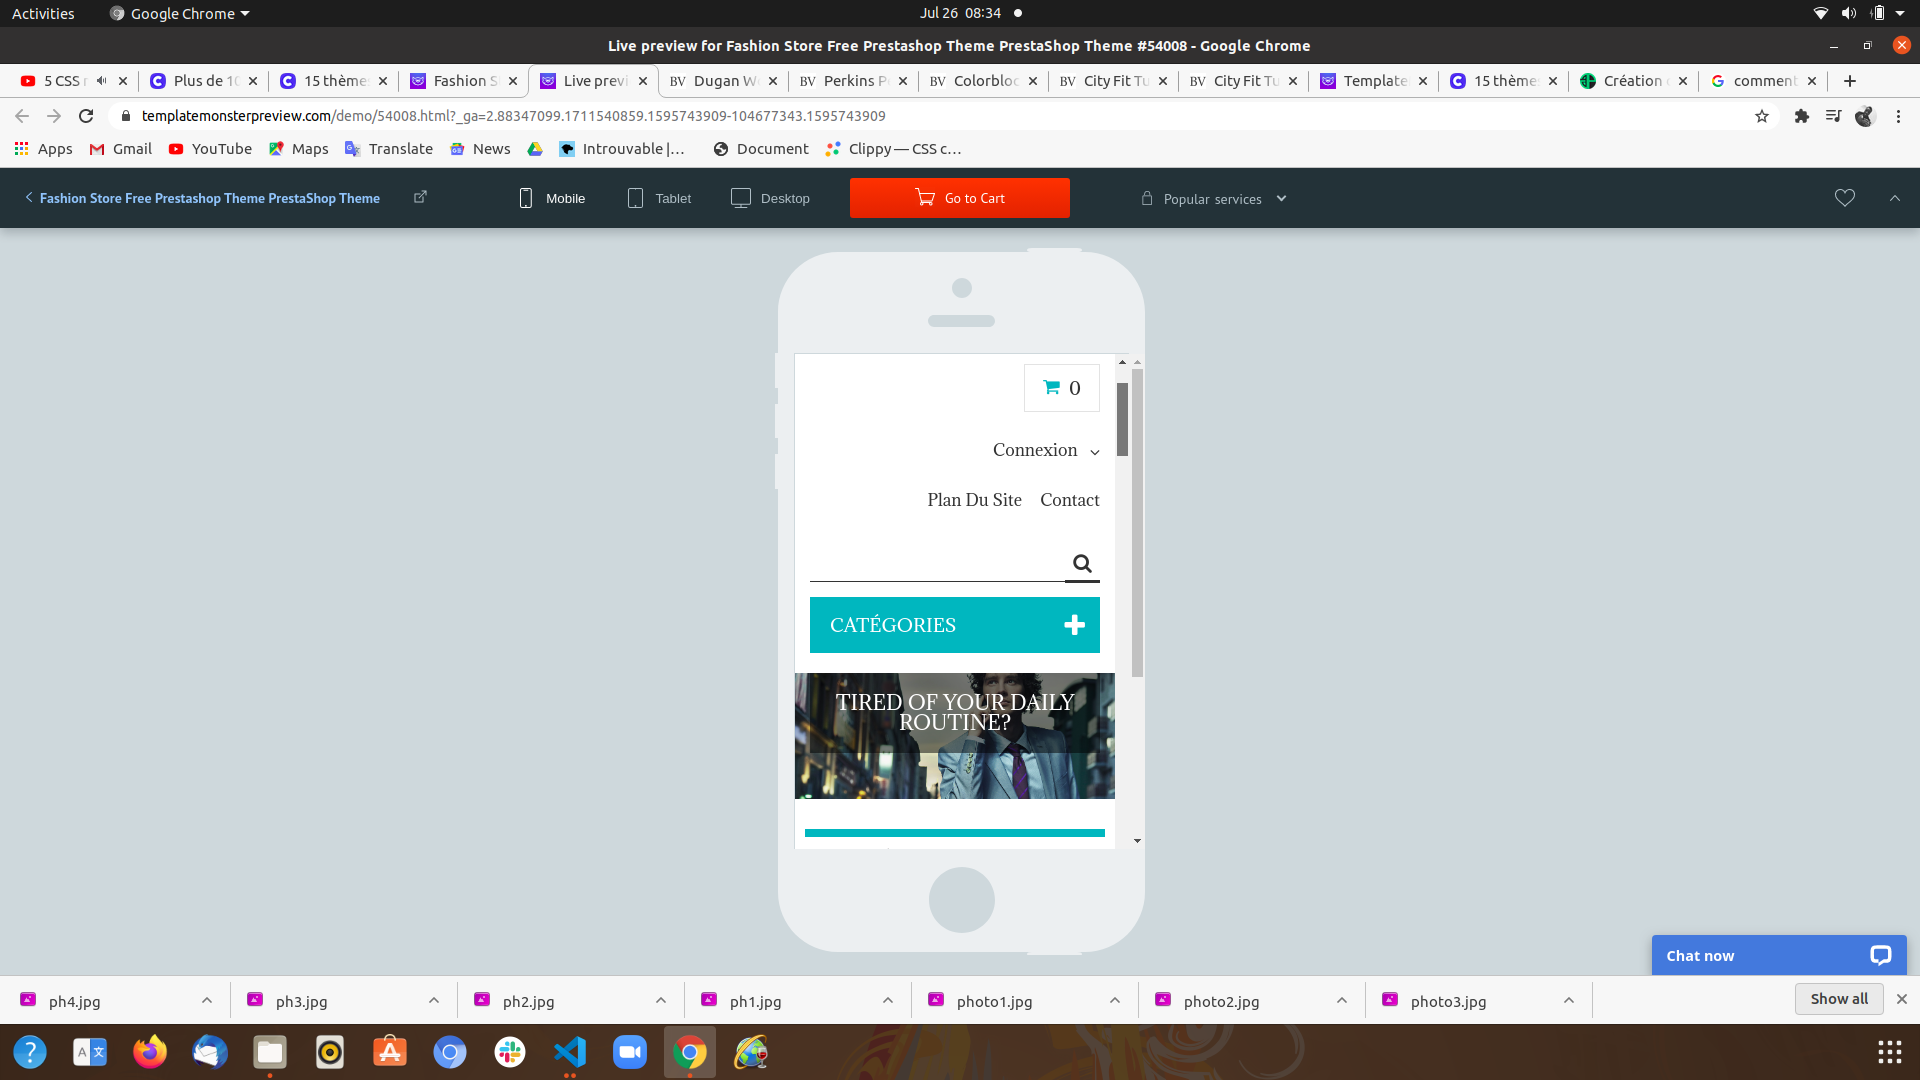 Activities
Google Chrome
Jul 26 08:34
Live preview for Fashion Store Free Prestashop Theme PrestaShop Theme #54008 - Google Chrome
5 CSS
Plus de 10
15 thème
Fashion S
Live previ
BV Dugan W
BV Perkins P
BV Colorbloc
BV City Fit Tu
BV City Fit Tu
Template
15 thème
Création
comment
templatemonsterpreview.com/demo/54008.html?_ga=2.88347099.1711540859.1595743909-104677343.1595743909
Apps
Gmail
YouTube
Maps
Translate
News
Introuvable |…
Document
Clippy — CSS c…
Fashion Store Free Prestashop Theme PrestaShop Theme
Mobile
Tablet
Desktop
Go to Cart
Popular services
0
Connexion
Plan Du Site Contact
CATÉGORIES
TIRED OF YOUR DAILY
ROUTINE?
Chat now
ph4.jpg
ph3.jpg
ph2.jpg
ph1.jpg
photo1.jpg
photo2.jpg
photo3.jpg
Show all